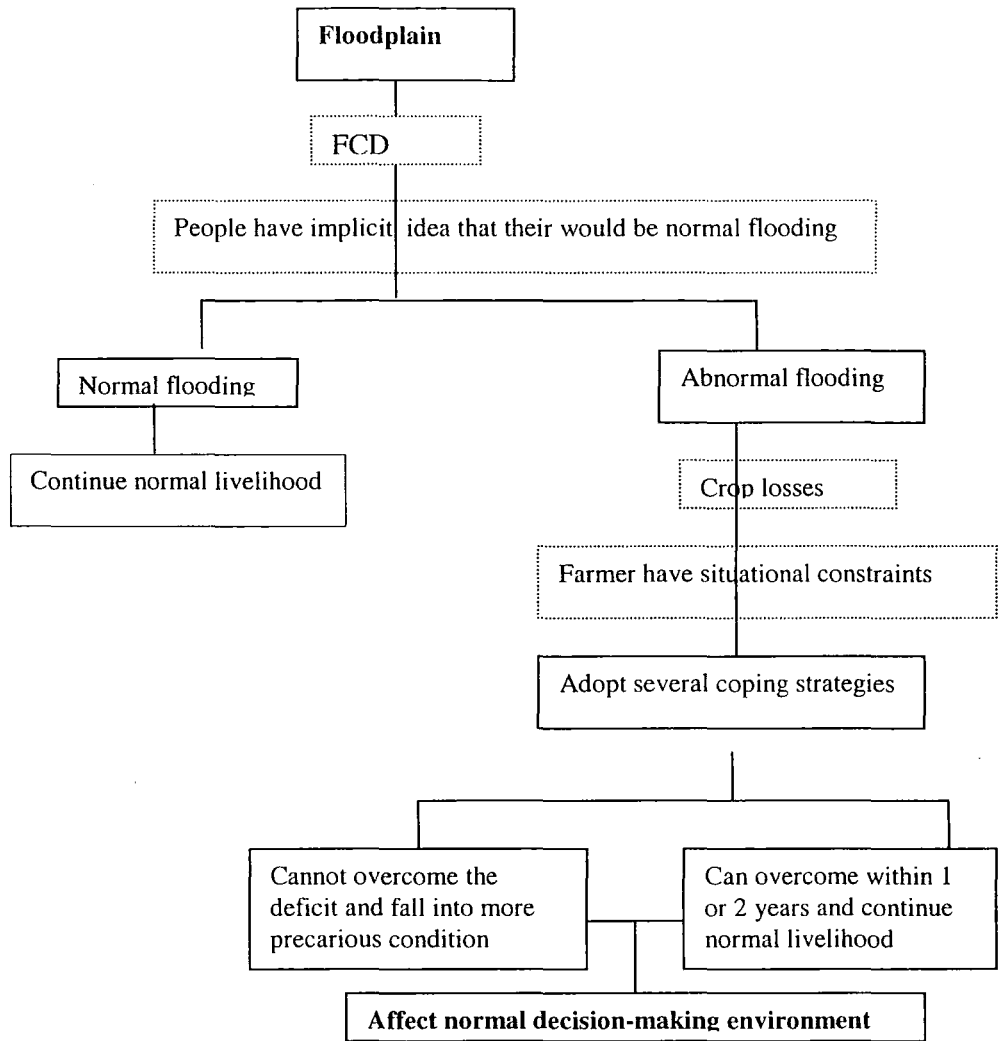 Floodplain
FCD
People have implicit idea that their would be normal flooding
Normal flooding
Abnormal flooding
Continue normal livelihood
Crop losses
Farmer have situational constraints
Adopt several coping strategies
Cannot overcome the
deficit and fall into more
precarious condition
Can overcome within 1
or 2 years and continue
normal livelihood
Affect normal decision-making environment